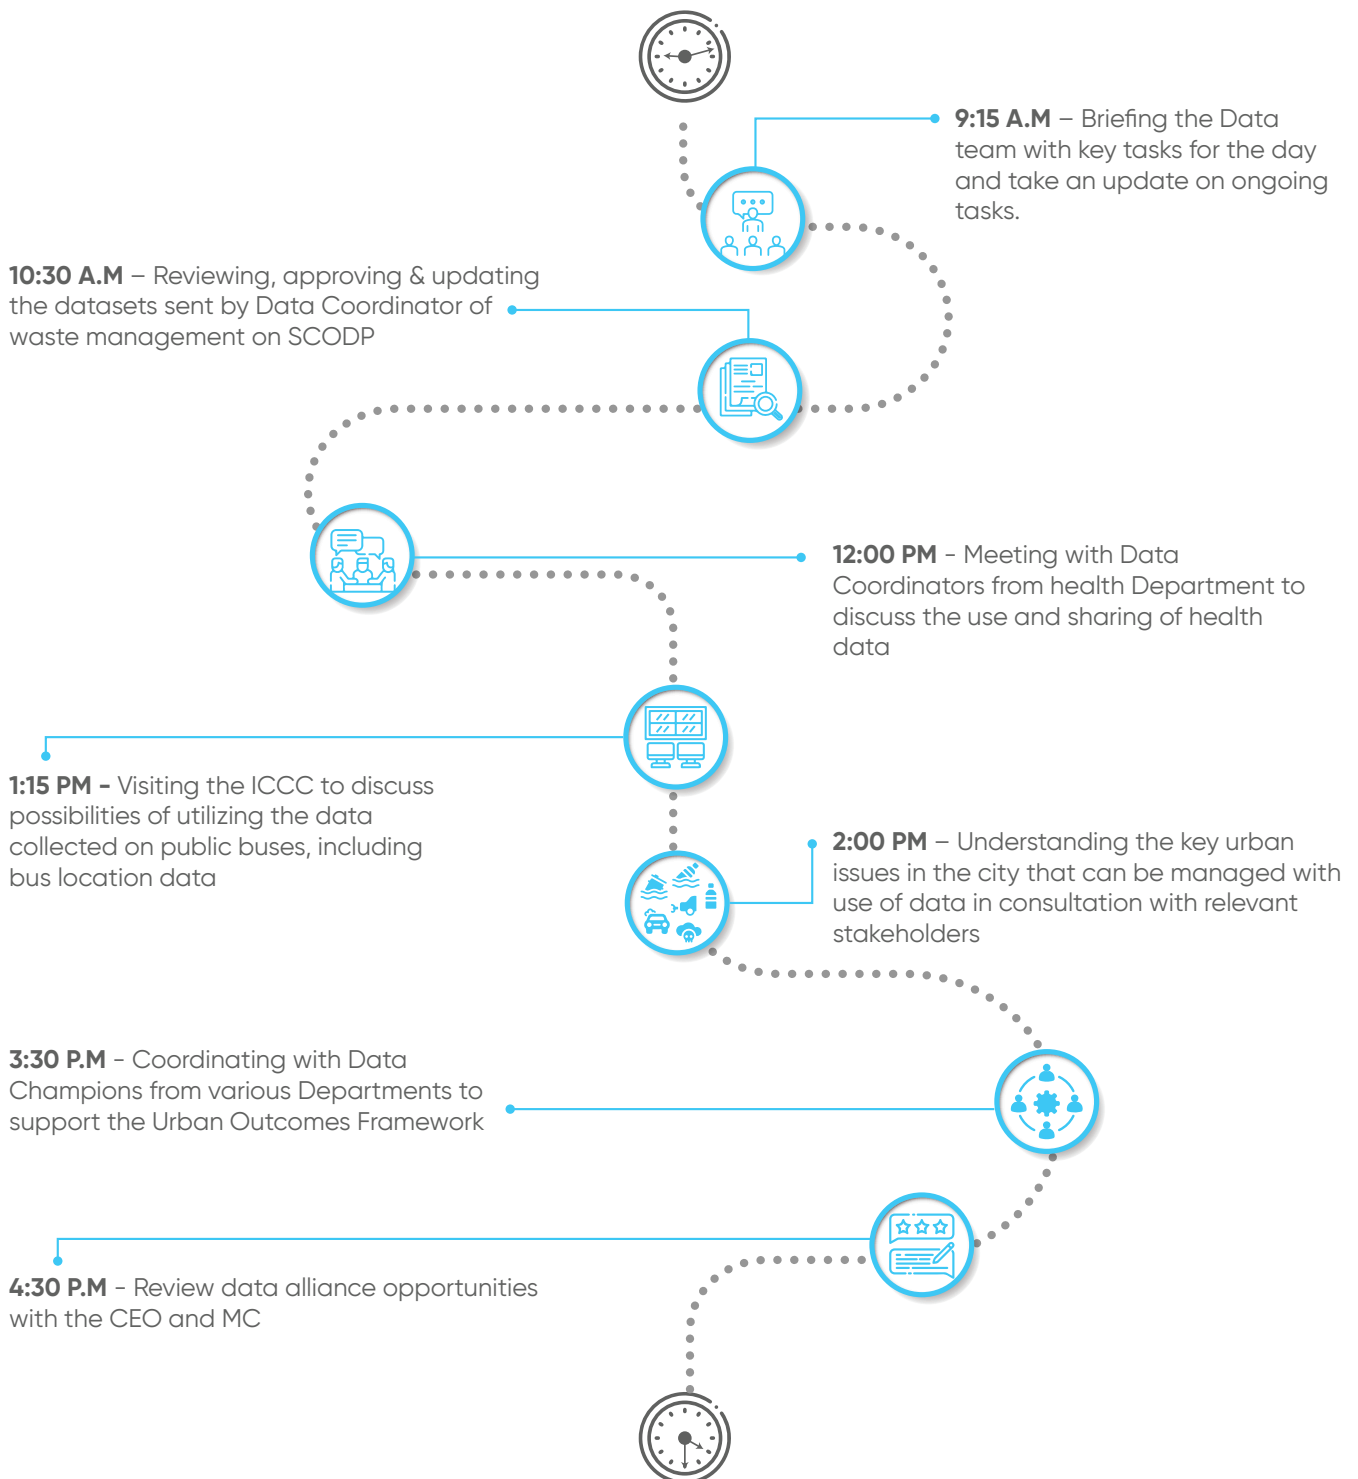 9:15 A.M – Briefing the Data
team with key tasks for the day
and take an update on ongoing
tasks.
10:30 A.M – Reviewing, approving & updating
the datasets sent by Data Coordinator of
waste management on SCODP
12:00 PM - Meeting with Data
Coordinators from health Department to
discuss the use and sharing of health
data
1:15 PM - Visiting the ICCC to discuss
possibilities of utilizing the data
collected on public buses, including
bus location data
2:00 PM – Understanding the key urban
issues in the city that can be managed with
use of data in consultation with relevant
stakeholders
3:30 P.M - Coordinating with Data
Champions from various Departments to
support the Urban Outcomes Framework
4:30 P.M - Review data alliance opportunities
with the CEO and MC